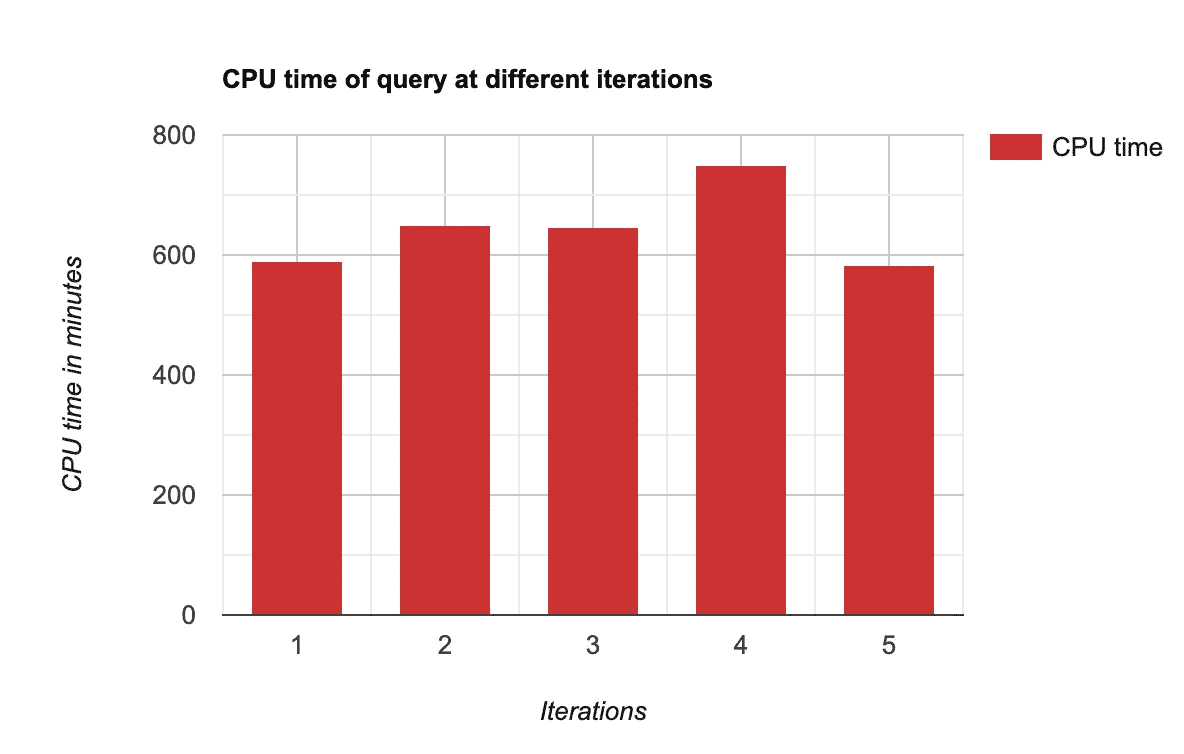 CPU time of query at different iterations
CPU time
800
600
400
200
0
CPU time in minutes
1 2 3 4 5
Iterations